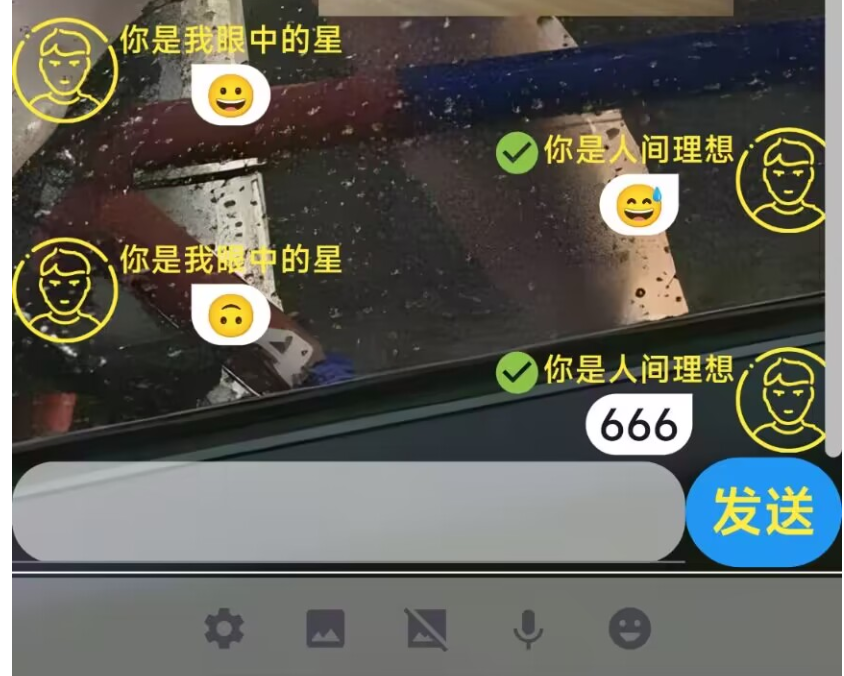 你是我眼中的星
😀
你是人间理想
😅
你是我眼中的星
🙃
你是人间理想
666
发送